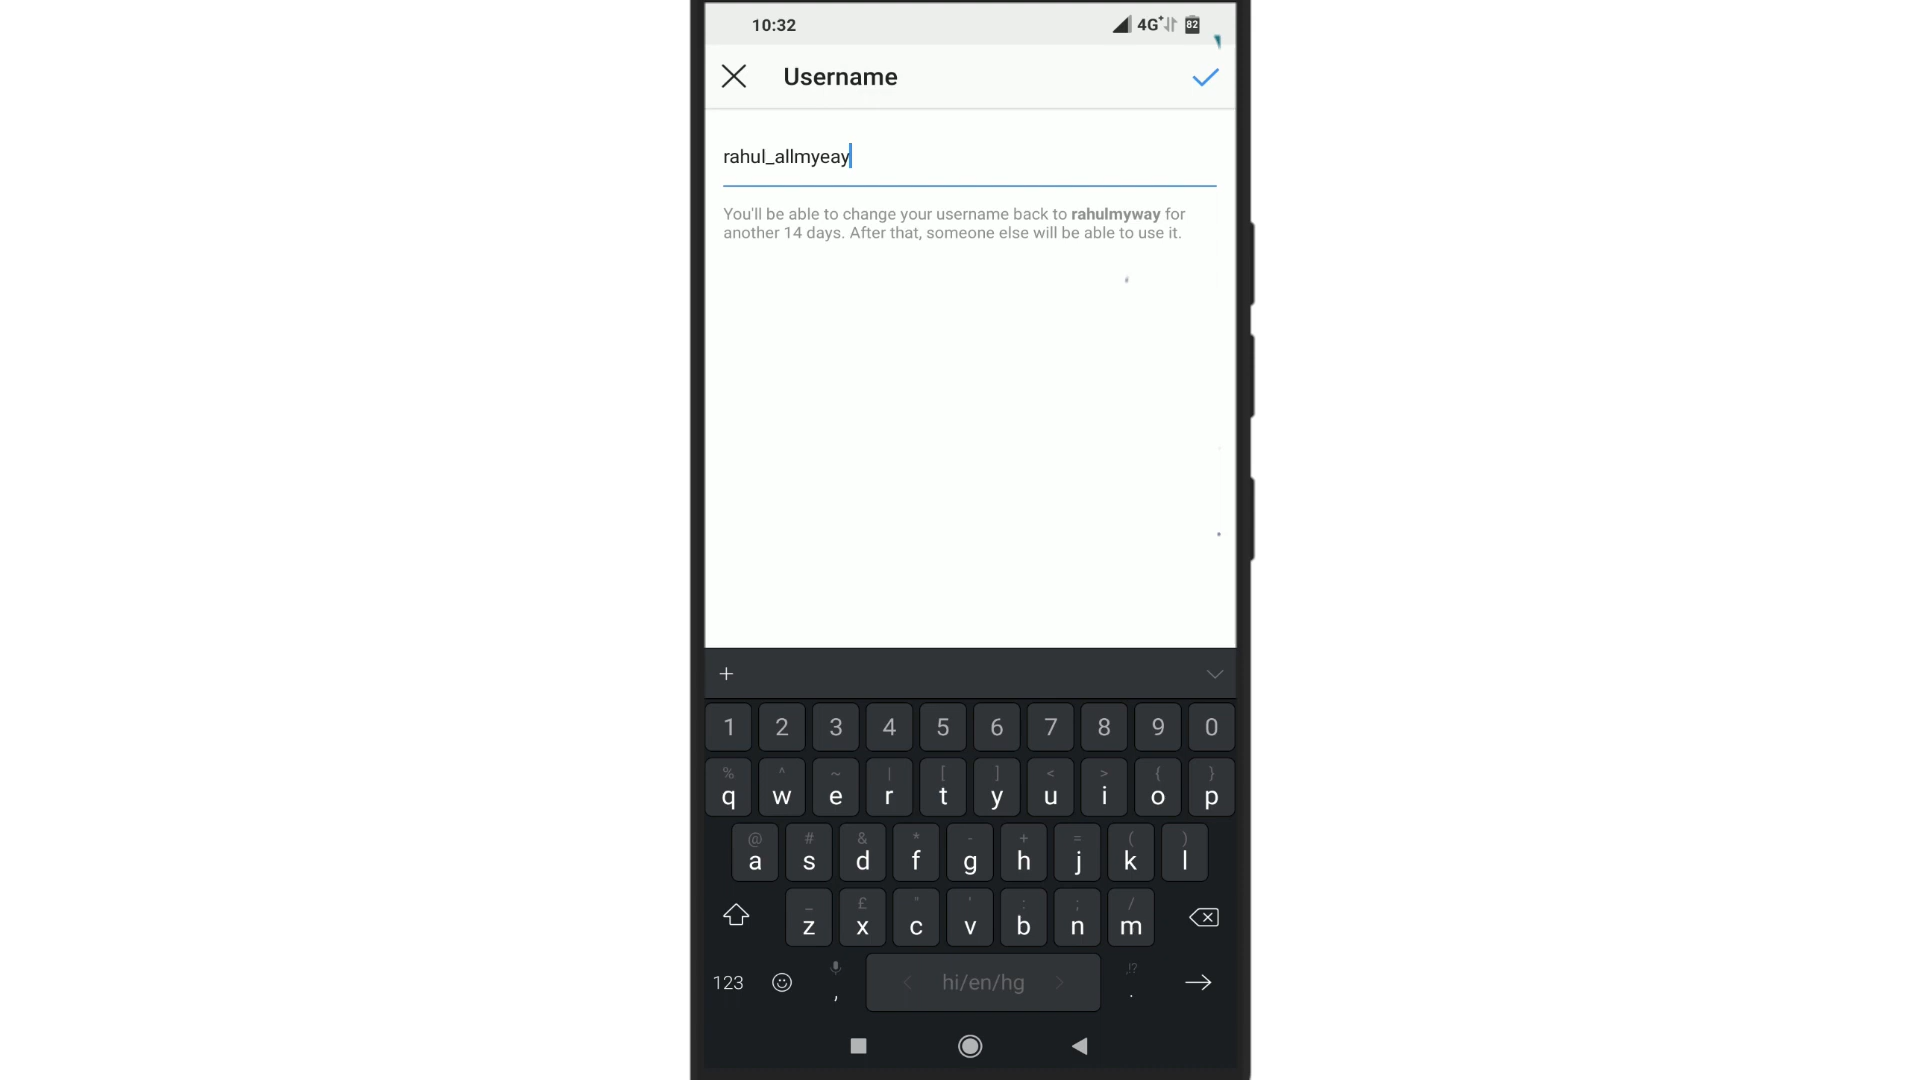 10:32 4G+ 82
Username
rahul_allmyeay
You'll be able to change your username back to rahulmyway for
another 14 days. After that, someone else will be able to use it.
+
1 2 3 4 5 6 7 8 9 0
% ^ ~ | [ ] < > { }
q w e r t y u i o p
@ # & * - + = ( )
a s d f g h j k l
_ £ " ' : ; /
z x c v b n m
,!?
123 , < hi/en/hg > .